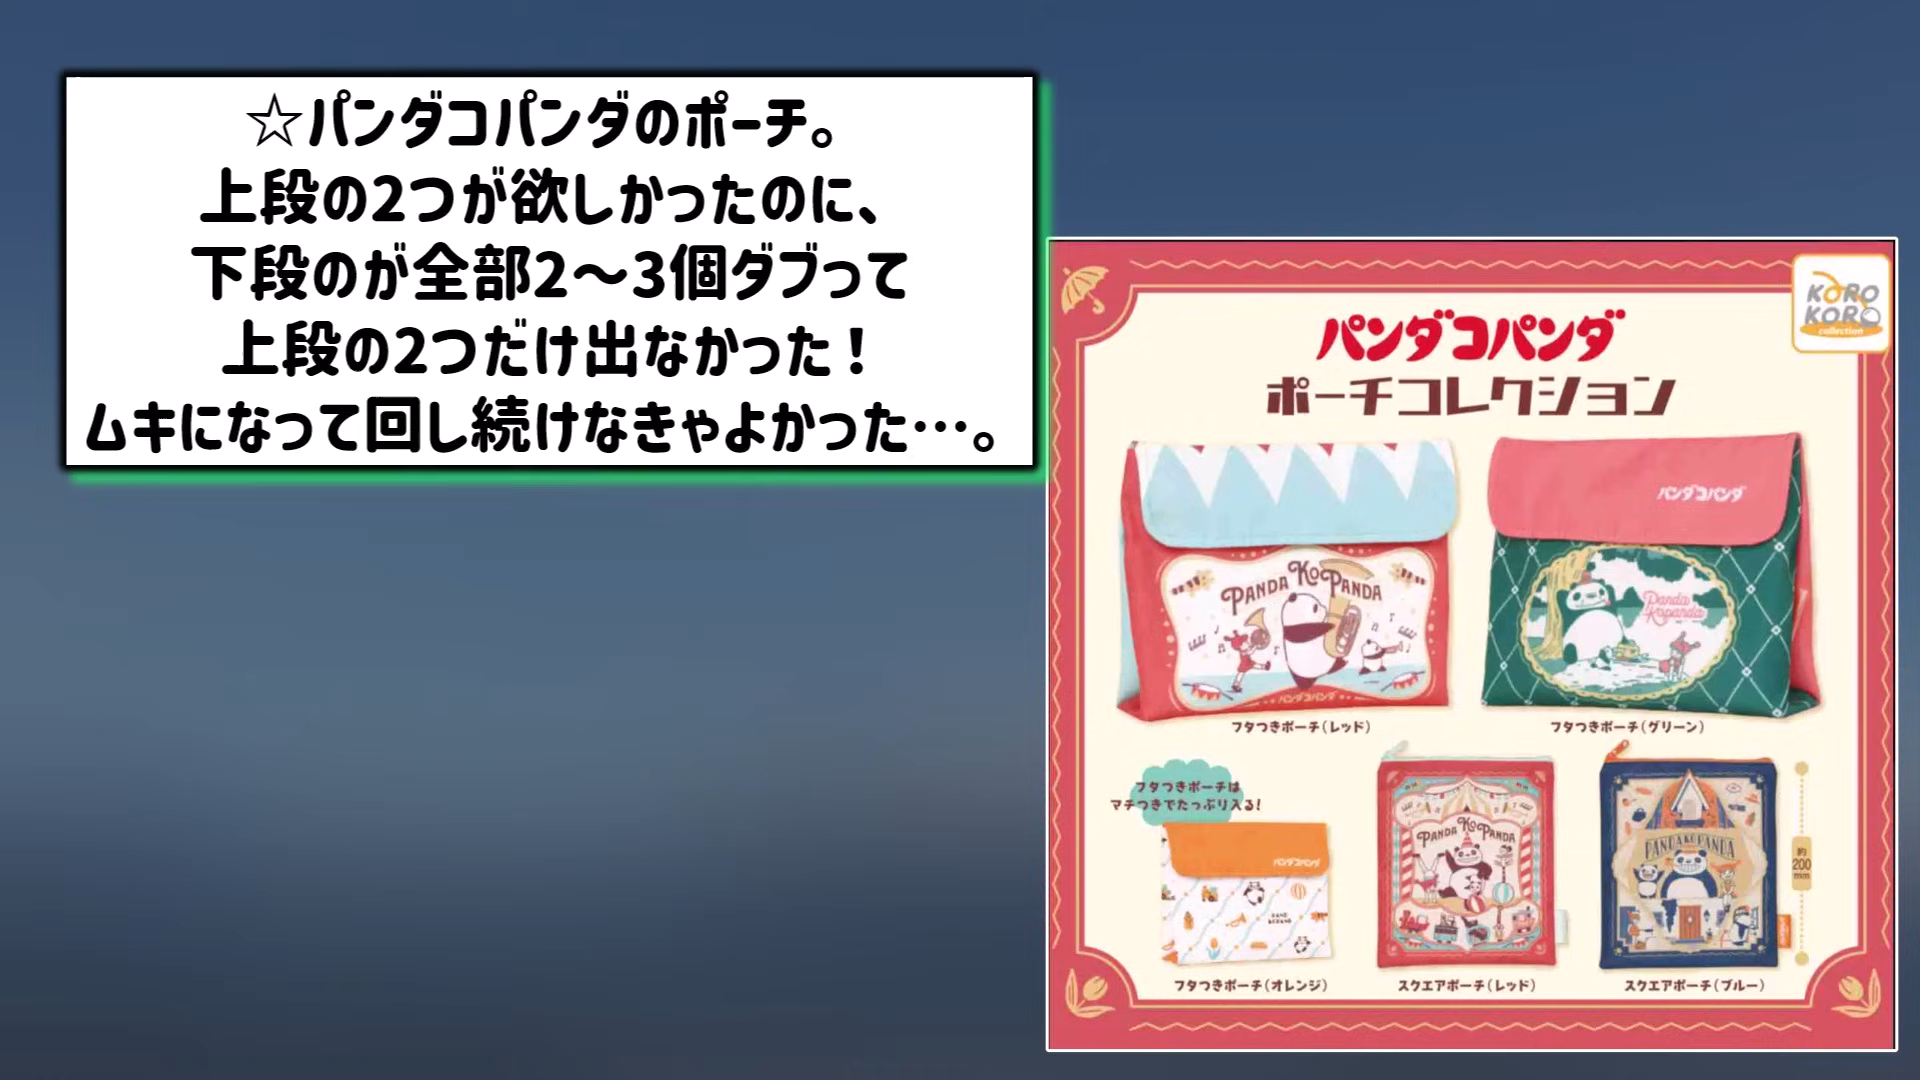 ☆パンダコパンダのポーチ。
上段の2つが欲しかったのに、
下段のが全部2〜3個ダブって
上段の2つだけ出なかった！
ムキになって回し続けなきゃよかった…。
KORO
KORO
collection
パンダコパンダ
ポーチコレクション
パンダコパンダ
PANDA KOPANDA
Panda
Kopanda
パンダコパンダ
フタつきポーチ(レッド)
フタつきポーチ(グリーン)
フタつきポーチは
マチつきでたっぷり入る!
パンダコパンダ
PANDA KOPANDA
PANDA KOPANDA
約
200
mm
フタつきポーチ(オレンジ)
スクエアポーチ(レッド)
スクエアポーチ(ブルー)